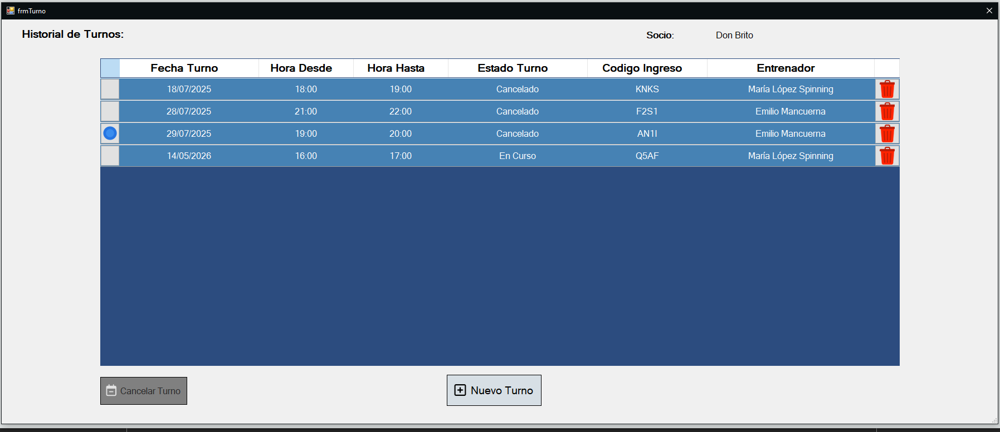 frmTurno
Historial de Turnos: Socio: Don Brito
Fecha Turno Hora Desde Hora Hasta Estado Turno Codigo Ingreso Entrenador
18/07/2025 18:00 19:00 Cancelado KNKS María López Spinning
28/07/2025 21:00 22:00 Cancelado F2S1 Emilio Mancuerna
29/07/2025 19:00 20:00 Cancelado AN1I Emilio Mancuerna
14/05/2026 16:00 17:00 En Curso Q5AF María López Spinning
Cancelar Turno Nuevo Turno